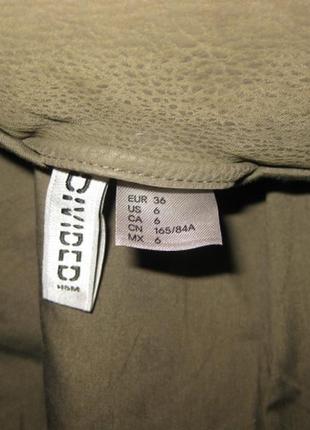 DIVIDED
H&M
EUR 36
US 6
CA 6
CN 165/84A
MX 6